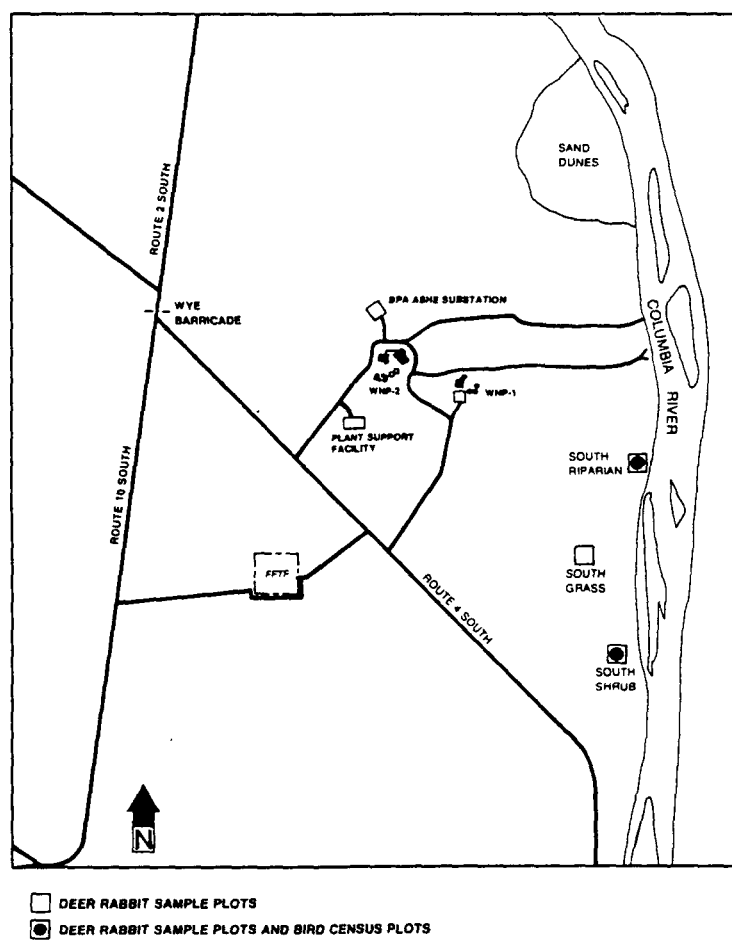 SAND
DUNES
ROUTE 2 SOUTH
BPA ASHE SUBSTATION
WYE
BARRICADE
COLUMBIA
RIVER
WNP-2
WNP-1
PLANT SUPPORT
FACILITY
SOUTH
RIPARIAN
ROUTE 10 SOUTH
FFTF
SOUTH
GRASS
ROUTE 4 SOUTH
SOUTH
SHRUB
N
DEER RABBIT SAMPLE PLOTS
DEER RABBIT SAMPLE PLOTS AND BIRD CENSUS PLOTS